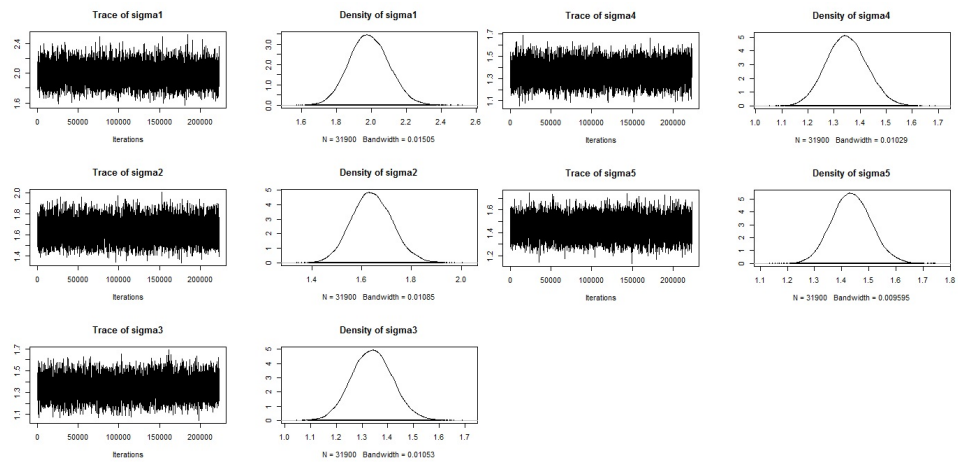 Trace of sigma1
2.4
2.0
1.6
0 50000 100000 150000 200000
Iterations
Density of sigma1
3.0
2.0
1.0
0.0
1.6 1.8 2.0 2.2 2.4 2.6
N = 31900 Bandwidth = 0.01505
Trace of sigma4
1.7
1.5
1.3
1.1
0 50000 100000 150000 200000
Iterations
Density of sigma4
5
4
3
2
1
0
1.0 1.1 1.2 1.3 1.4 1.5 1.6 1.7
N = 31900 Bandwidth = 0.01029
Trace of sigma2
2.0
1.8
1.6
1.4
0 50000 100000 150000 200000
Iterations
Density of sigma2
5
4
3
2
1
0
1.4 1.6 1.8 2.0
N = 31900 Bandwidth = 0.01085
Trace of sigma5
1.6
1.4
1.2
0 50000 100000 150000 200000
Iterations
Density of sigma5
5
4
3
2
1
0
1.1 1.2 1.3 1.4 1.5 1.6 1.7 1.8
N = 31900 Bandwidth = 0.009595
Trace of sigma3
1.7
1.5
1.3
1.1
0 50000 100000 150000 200000
Iterations
Density of sigma3
5
4
3
2
1
0
1.0 1.1 1.2 1.3 1.4 1.5 1.6 1.7
N = 31900 Bandwidth = 0.01053